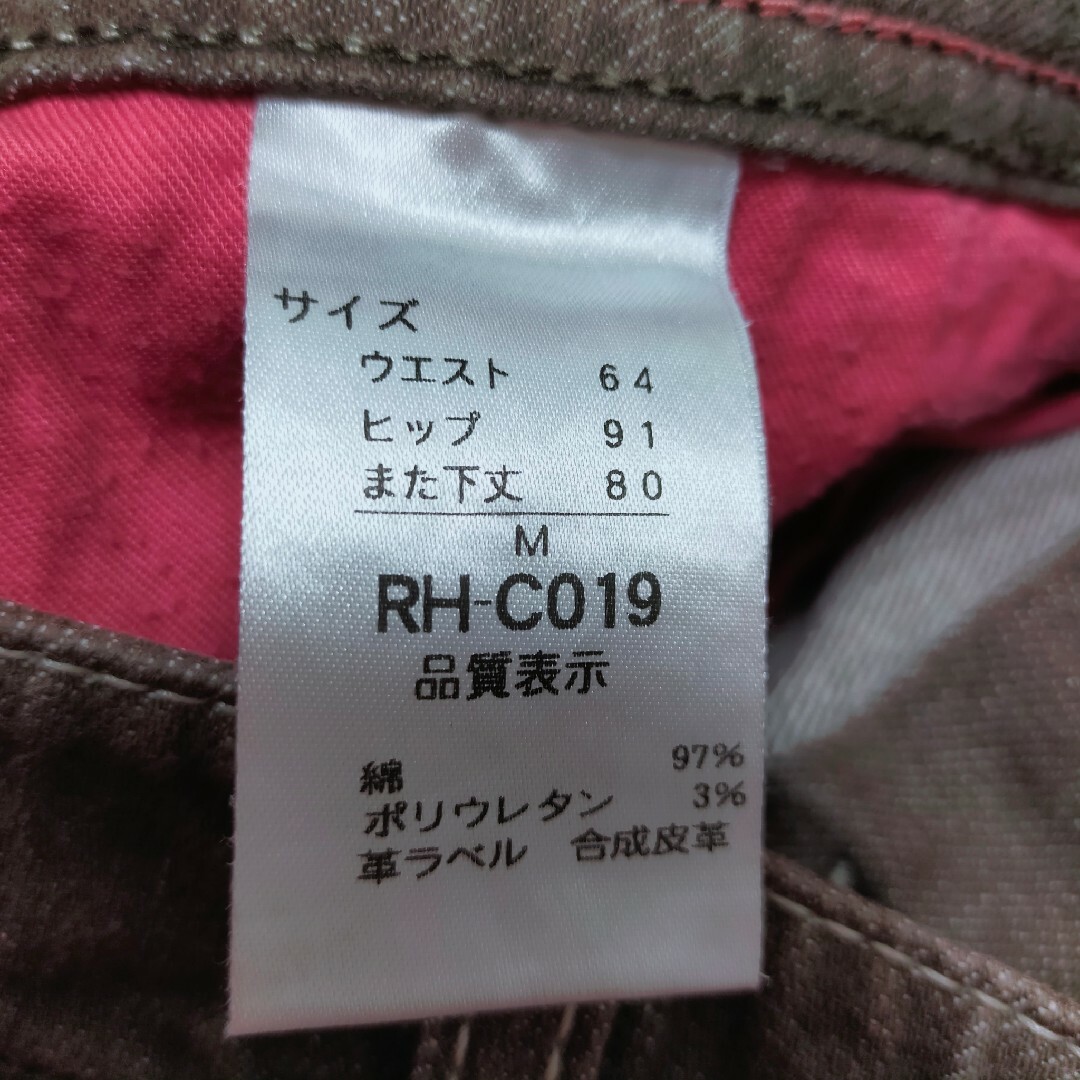 サイズ
ウエスト 64
ヒップ 91
また下丈 80
M
RH-C019
品質表示
綿 97%
ポリウレタン 3%
革ラベル 合成皮革